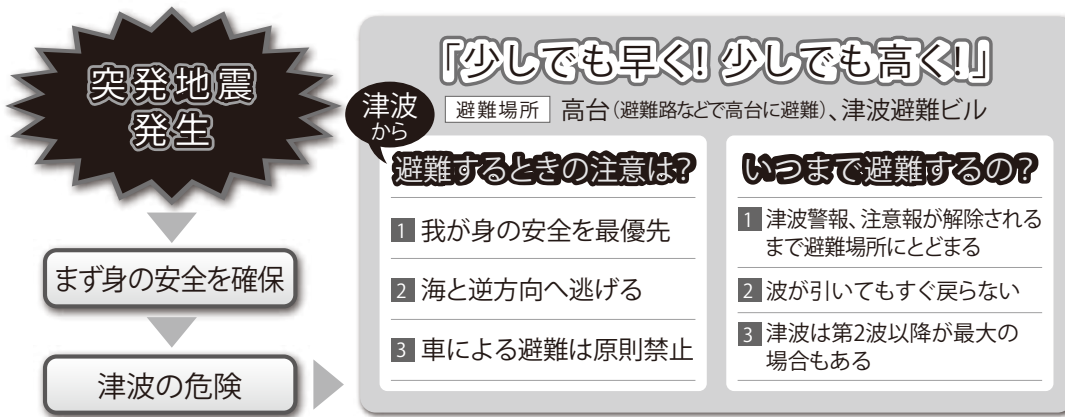 突発地震
発生
まず身の安全を確保
津波の危険
「少しでも早く! 少しでも高く!」
避難場所 高台(避難路などで高台に避難)、津波避難ビル
津波
から
避難するときの注意は?
1 我が身の安全を最優先
2 海と逆方向へ逃げる
3 車による避難は原則禁止
いつまで避難するの?
1 津波警報、注意報が解除される
まで避難場所にとどまる
2 波が引いてもすぐ戻らない
3 津波は第2波以降が最大の
場合もある